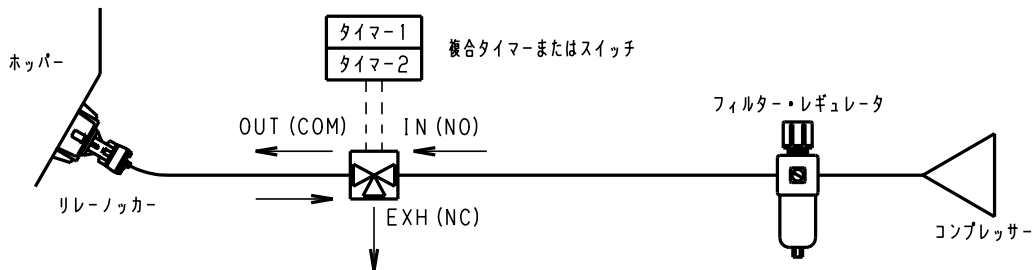 タイマー1
タイマー2
複合タイマーまたはスイッチ
ホッパー
フィルター・レギュレータ
OUT (COM)
IN (NO)
リレーノッカー
EXH (NC)
コンプレッサー